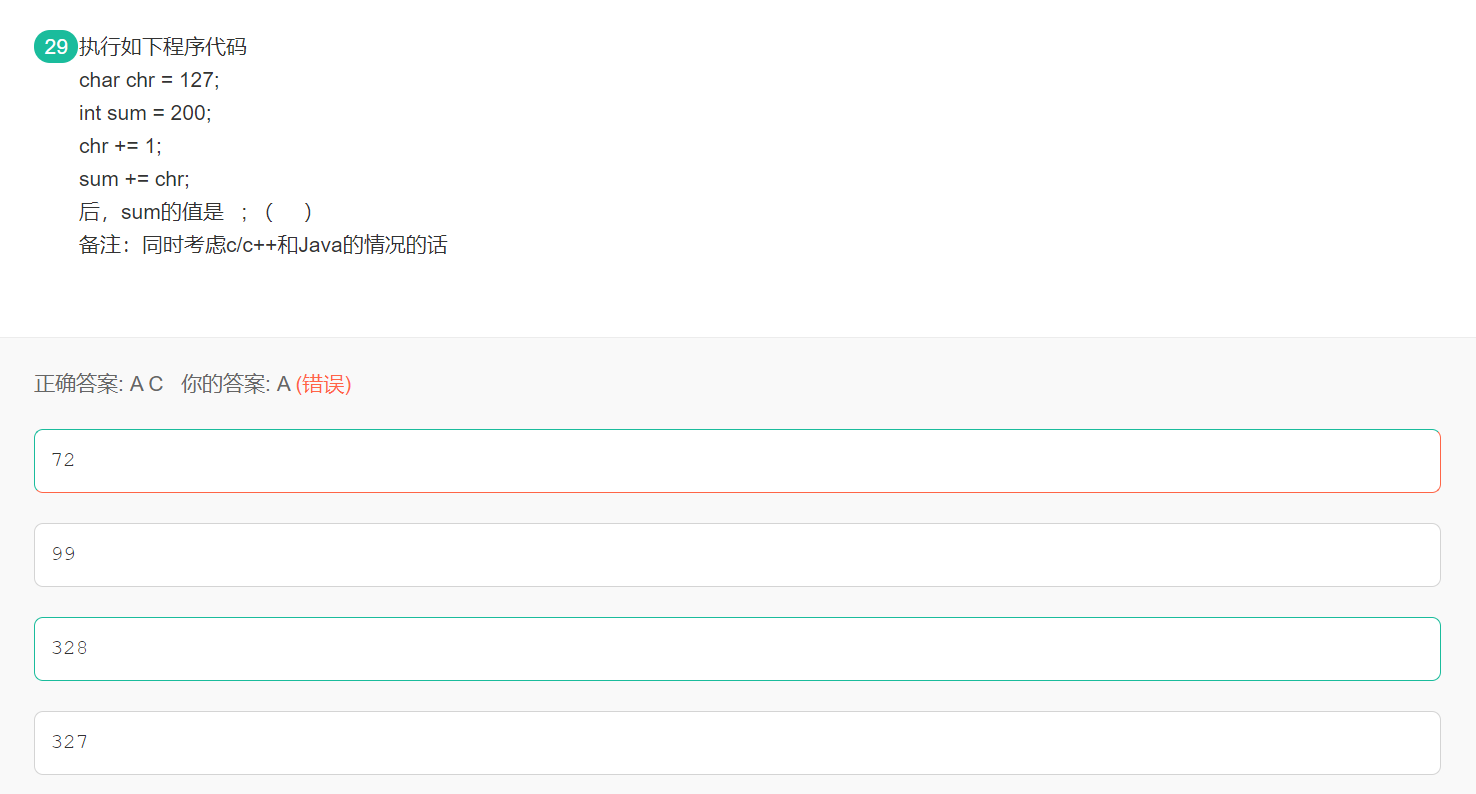 29 执行如下程序代码
char chr = 127;
int sum = 200;
chr += 1;
sum += chr;
后，sum的值是 ；（ ）
备注：同时考虑c/c++和Java的情况的话
正确答案: A C 你的答案: A (错误)
72
99
328
327